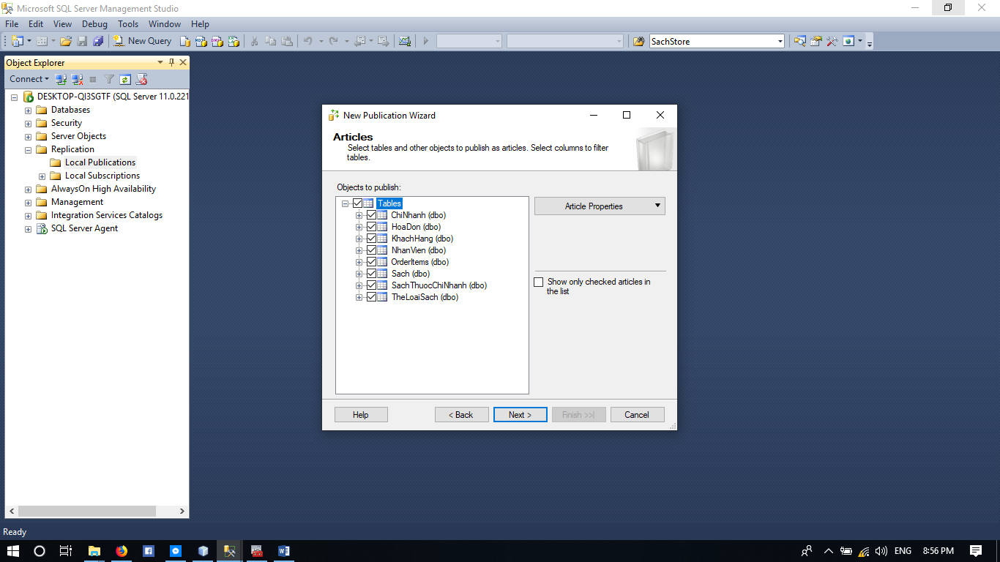 Microsoft SQL Server Management Studio
File Edit View Debug Tools Window Help
New Query
SachStore
Object Explorer
Connect
DESKTOP-QI3SGTF (SQL Server 11.0.221
Databases
Security
Server Objects
Replication
Local Publications
Local Subscriptions
AlwaysOn High Availability
Management
Integration Services Catalogs
SQL Server Agent
New Publication Wizard
Articles
Select tables and other objects to publish as articles. Select columns to filter
tables.
Objects to publish:
Tables
ChiNhanh (dbo)
HoaDon (dbo)
KhachHang (dbo)
NhanVien (dbo)
OrderItems (dbo)
Sach (dbo)
SachThuocChiNhanh (dbo)
TheLoaiSach (dbo)
Article Properties
Show only checked articles in
the list
Help
< Back
Next >
Finish >>|
Cancel
Ready
ENG
8:56 PM